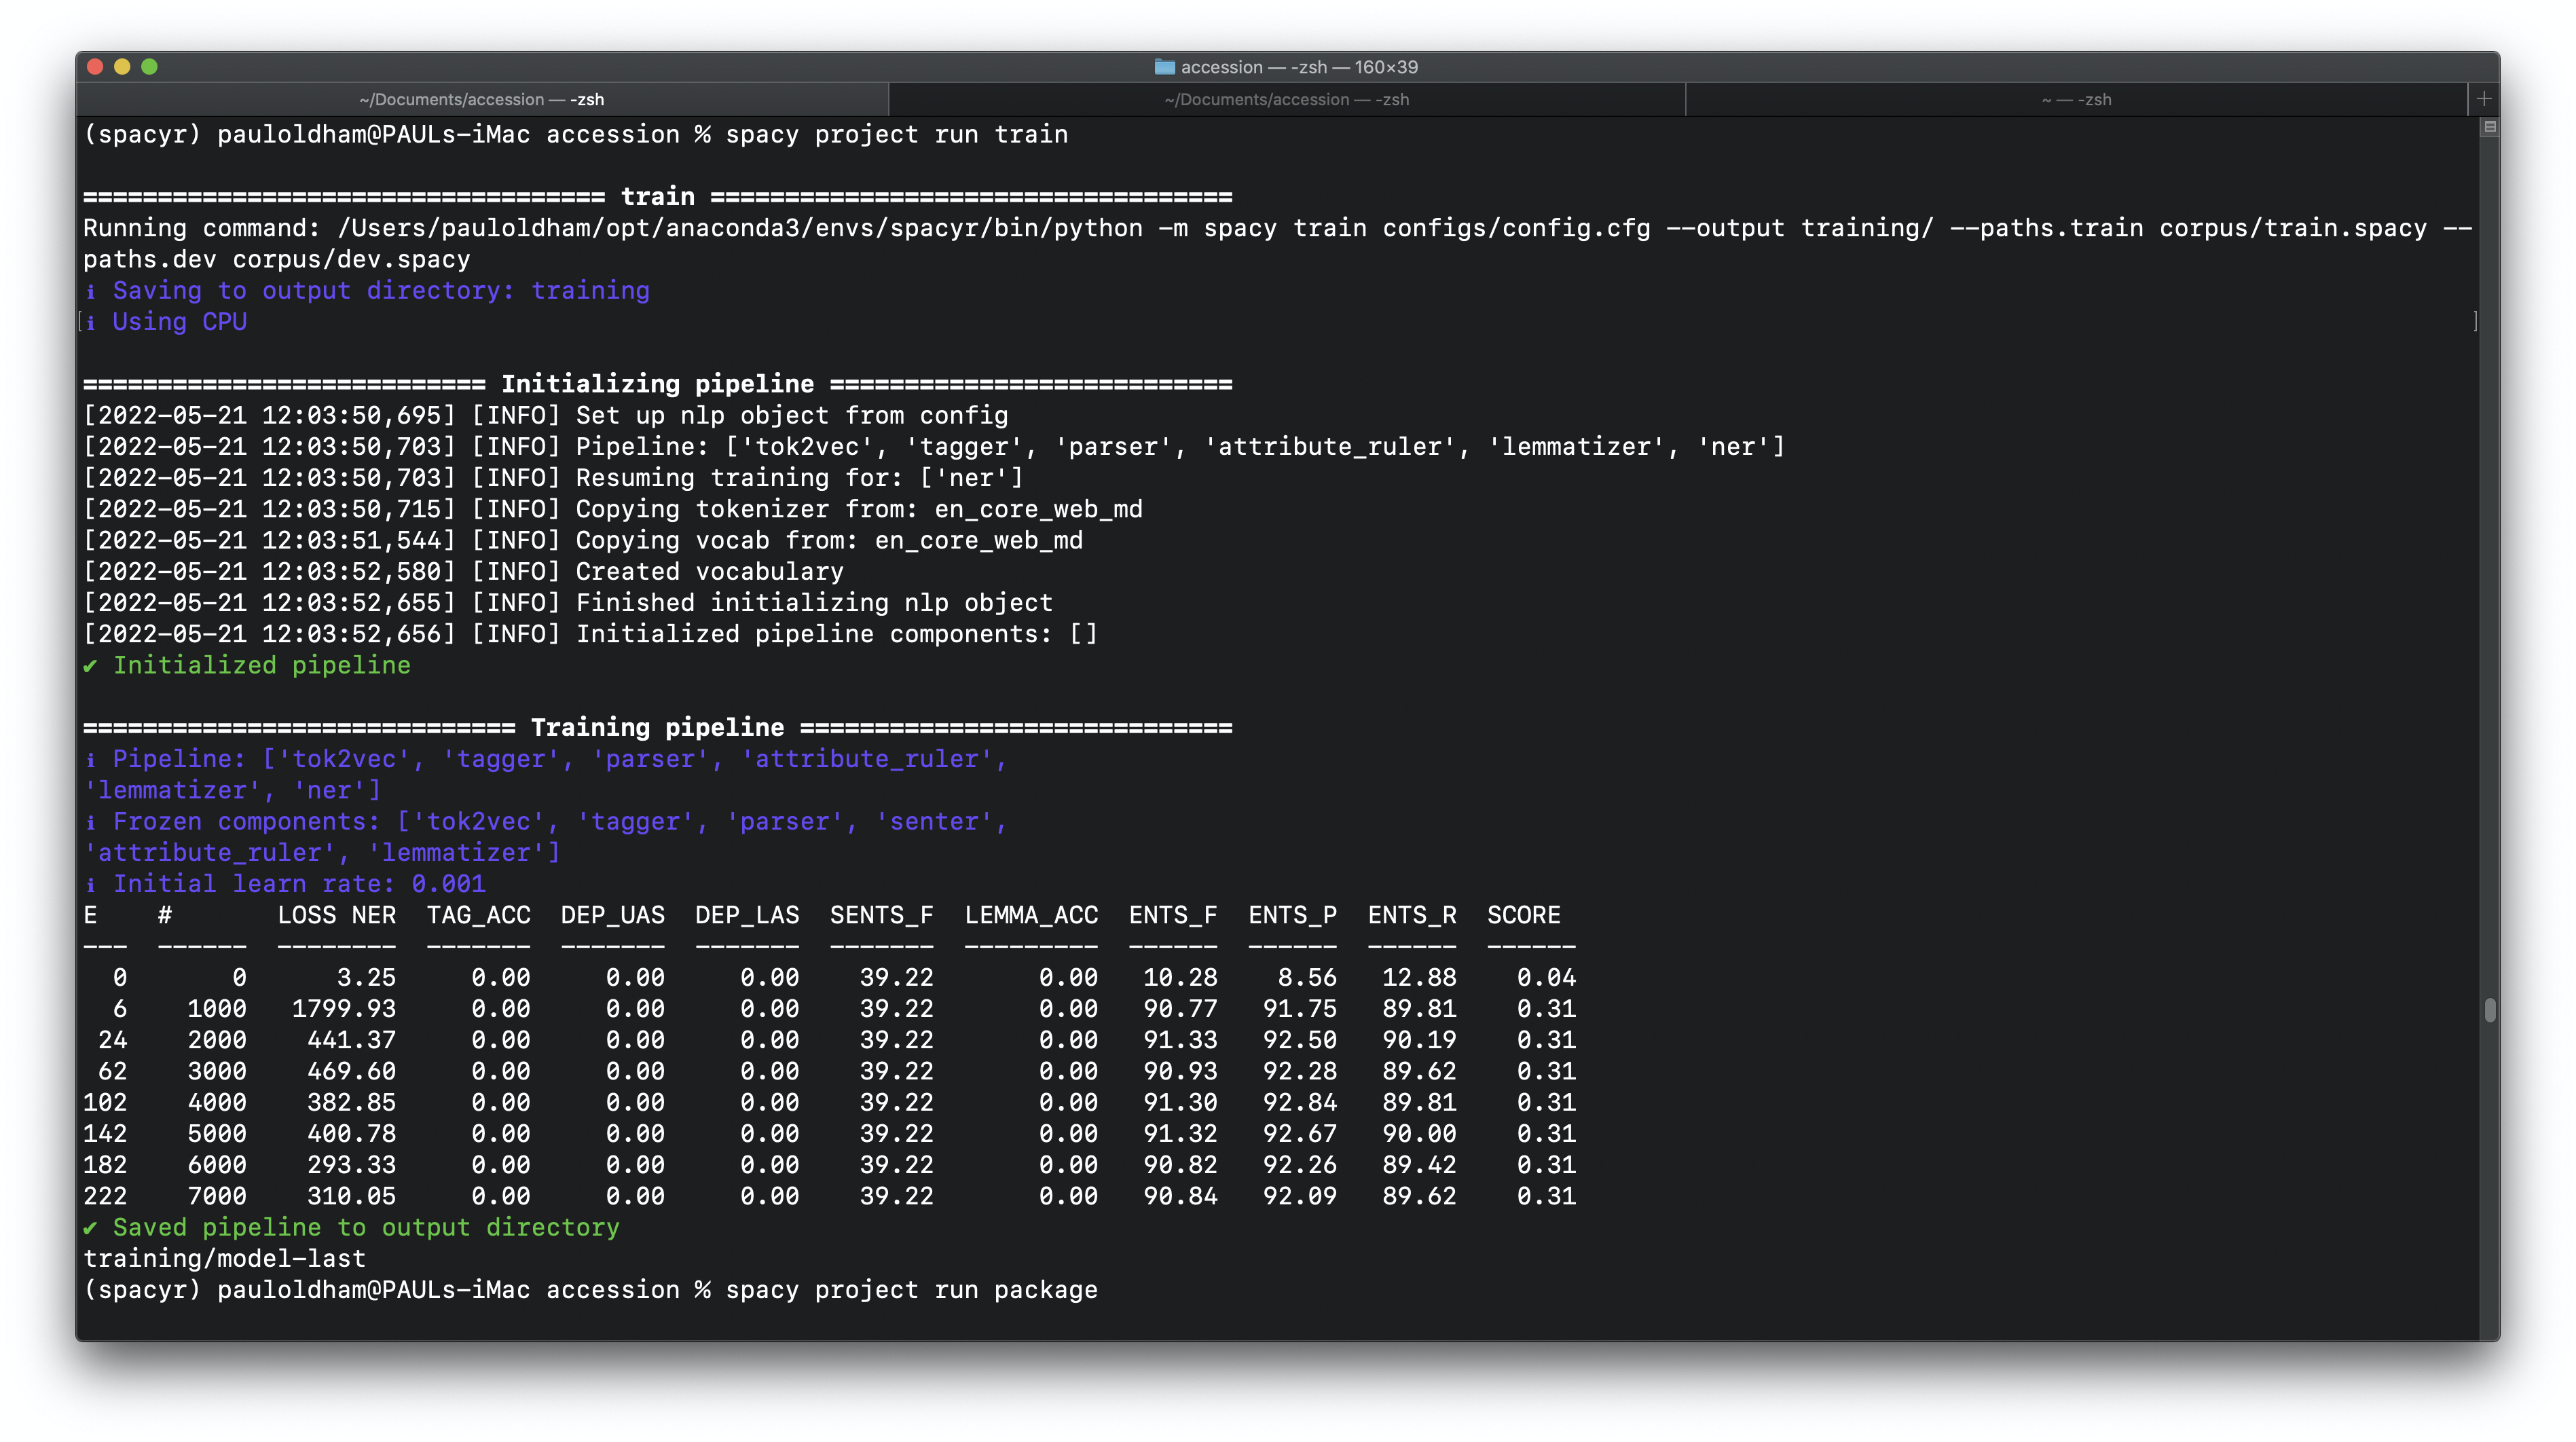 accession — -zsh — 160×39
~/Documents/accession — -zsh
~/Documents/accession — -zsh
~ — -zsh
(spacyr) pauloldham@PAULs-iMac accession % spacy project run train
=================================== train ===================================
Running command: /Users/pauloldham/opt/anaconda3/envs/spacyr/bin/python -m spacy train configs/config.cfg --output training/ --paths.train corpus/train.spacy --
paths.dev corpus/dev.spacy
ℹ Saving to output directory: training
[ℹ Using CPU ]
=========================== Initializing pipeline ===========================
[2022-05-21 12:03:50,695] [INFO] Set up nlp object from config
[2022-05-21 12:03:50,703] [INFO] Pipeline: ['tok2vec', 'tagger', 'parser', 'attribute_ruler', 'lemmatizer', 'ner']
[2022-05-21 12:03:50,703] [INFO] Resuming training for: ['ner']
[2022-05-21 12:03:50,715] [INFO] Copying tokenizer from: en_core_web_md
[2022-05-21 12:03:51,544] [INFO] Copying vocab from: en_core_web_md
[2022-05-21 12:03:52,580] [INFO] Created vocabulary
[2022-05-21 12:03:52,655] [INFO] Finished initializing nlp object
[2022-05-21 12:03:52,656] [INFO] Initialized pipeline components: []
✔ Initialized pipeline
============================= Training pipeline =============================
ℹ Pipeline: ['tok2vec', 'tagger', 'parser', 'attribute_ruler',
'lemmatizer', 'ner']
ℹ Frozen components: ['tok2vec', 'tagger', 'parser', 'senter',
'attribute_ruler', 'lemmatizer']
ℹ Initial learn rate: 0.001
E    #       LOSS NER  TAG_ACC  DEP_UAS  DEP_LAS  SENTS_F  LEMMA_ACC  ENTS_F  ENTS_P  ENTS_R  SCORE
---  ------  --------  -------  -------  -------  -------  ---------  ------  ------  ------  ------
  0       0      3.25     0.00     0.00     0.00    39.22       0.00   10.28    8.56   12.88    0.04
  6    1000   1799.93     0.00     0.00     0.00    39.22       0.00   90.77   91.75   89.81    0.31
 24    2000    441.37     0.00     0.00     0.00    39.22       0.00   91.33   92.50   90.19    0.31
 62    3000    469.60     0.00     0.00     0.00    39.22       0.00   90.93   92.28   89.62    0.31
102    4000    382.85     0.00     0.00     0.00    39.22       0.00   91.30   92.84   89.81    0.31
142    5000    400.78     0.00     0.00     0.00    39.22       0.00   91.32   92.67   90.00    0.31
182    6000    293.33     0.00     0.00     0.00    39.22       0.00   90.82   92.26   89.42    0.31
222    7000    310.05     0.00     0.00     0.00    39.22       0.00   90.84   92.09   89.62    0.31
✔ Saved pipeline to output directory
training/model-last
(spacyr) pauloldham@PAULs-iMac accession % spacy project run package